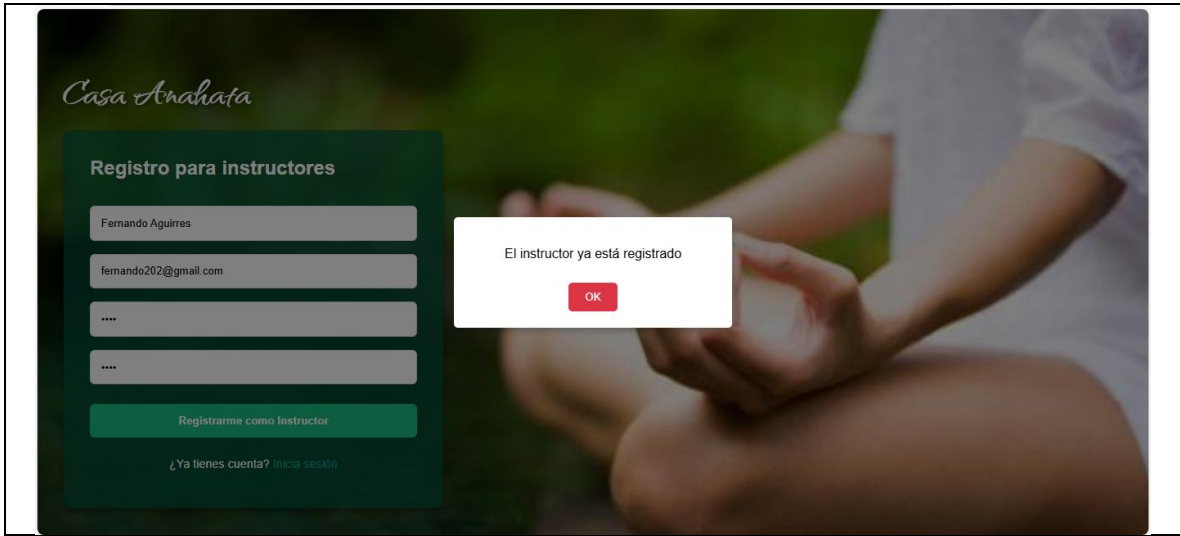 Casa Anahata
Registro para instructores
Fernando Aguirres
fernando202@gmail.com
••••
••••
Registrarme como Instructor
¿Ya tienes cuenta? Inicia sesión
El instructor ya está registrado
OK